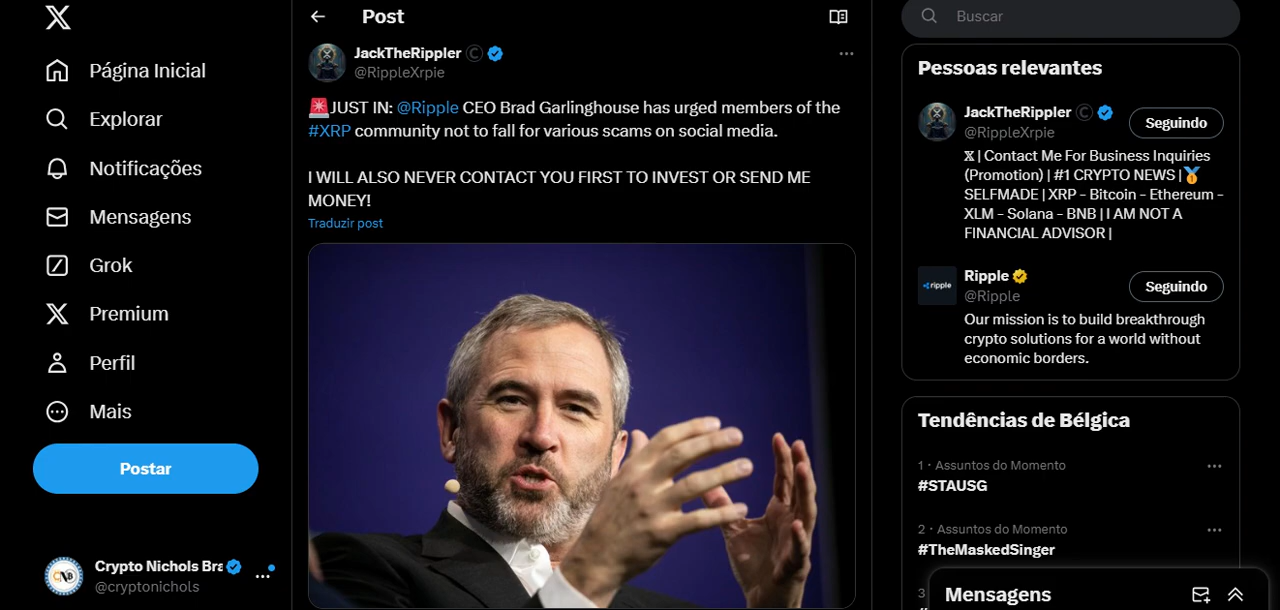 Página Inicial
Explorar
Notificações
Mensagens
Grok
Premium
Perfil
Mais
Postar
Crypto Nichols Bra
@cryptonichols
Post
JackTheRippler ©
@RippleXrpie
🚨JUST IN: @Ripple CEO Brad Garlinghouse has urged members of the
#XRP community not to fall for various scams on social media.
I WILL ALSO NEVER CONTACT YOU FIRST TO INVEST OR SEND ME
MONEY!
Traduzir post
Buscar
Pessoas relevantes
JackTheRippler ©
@RippleXrpie
Seguindo
𝕏 | Contact Me For Business Inquiries
(Promotion) | #1 CRYPTO NEWS |🥇
SELFMADE | XRP - Bitcoin - Ethereum -
XLM - Solana - BNB | I AM NOT A
FINANCIAL ADVISOR |
ripple
Ripple
@Ripple
Seguindo
Our mission is to build breakthrough
crypto solutions for a world without
economic borders.
Tendências de Bélgica
1 · Assuntos do Momento
#STAUSG
2 · Assuntos do Momento
#TheMaskedSinger
3
Mensagens